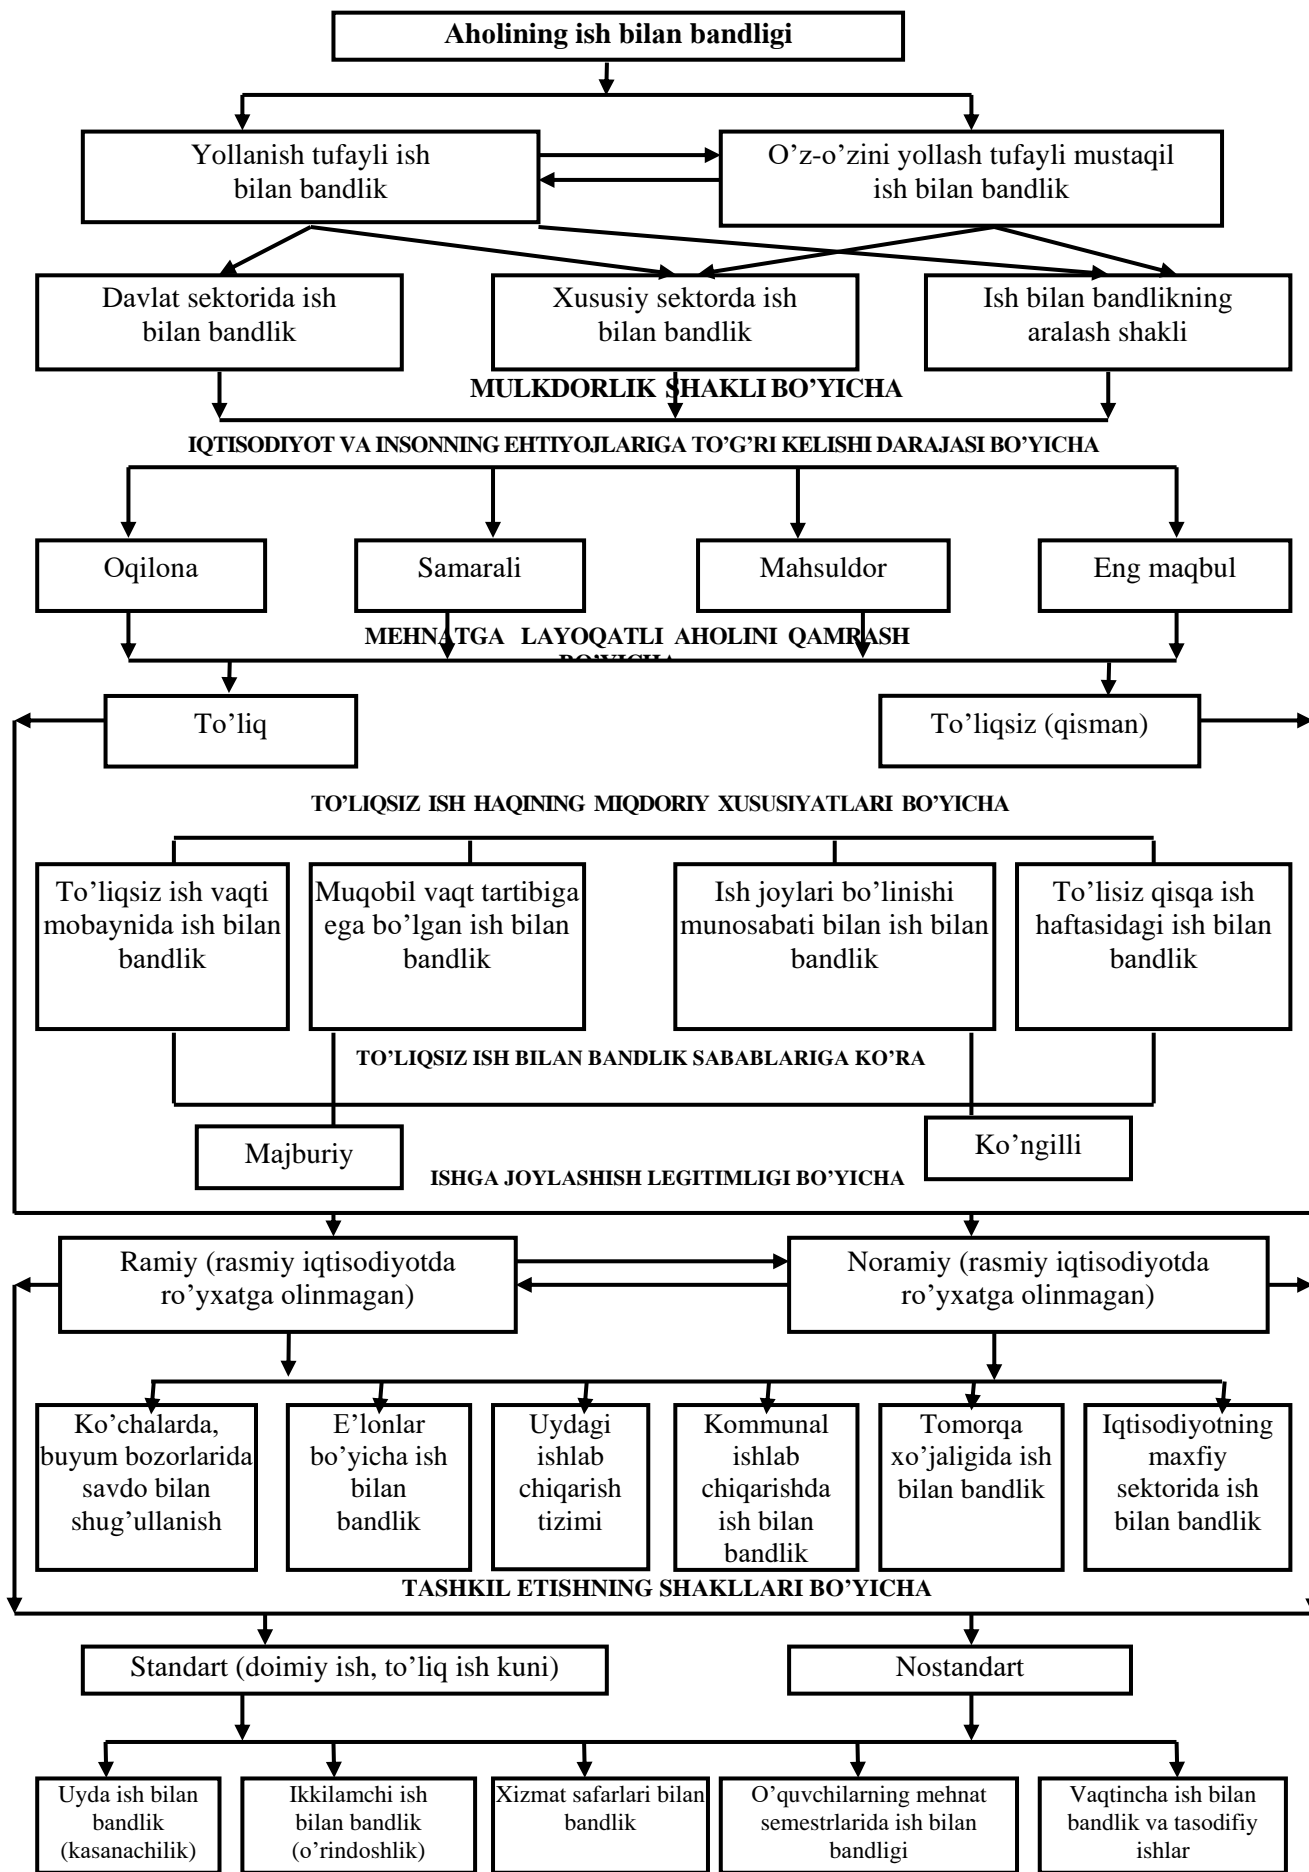 Aholining ish bilan bandligi
Yollanish tufayli ish
bilan bandlik
O’z-o’zini yollash tufayli mustaqil
ish bilan bandlik
Davlat sektorida ish
bilan bandlik
Xususiy sektorda ish
bilan bandlik
Ish bilan bandlikning
aralash shakli
MULKDORLIK SHAKLI BO’YICHA
IQTISODIYOT VA INSONNING EHTIYOJLARIGA TO’G’RI KELISHI DARAJASI BO’YICHA
Oqilona
Samarali
Mahsuldor
Eng maqbul
MEHNATGA LAYOQATLI AHOLINI QAMRASH
BO’YICHA
To’liq
To’liqsiz (qisman)
TO’LIQSIZ ISH HAQINING MIQDORIY XUSUSIYATLARI BO’YICHA
To’liqsiz ish vaqti
mobaynida ish bilan
bandlik
Muqobil vaqt tartibiga
ega bo’lgan ish bilan
bandlik
Ish joylari bo’linishi
munosabati bilan ish bilan
bandlik
To’lisiz qisqa ish
haftasidagi ish bilan
bandlik
TO’LIQSIZ ISH BILAN BANDLIK SABABLARIGA KO’RA
Majburiy
Ko’ngilli
ISHGA JOYLASHISH LEGITIMLIGI BO’YICHA
Ramiy (rasmiy iqtisodiyotda
ro’yxatga olinmagan)
Noramiy (rasmiy iqtisodiyotda
ro’yxatga olinmagan)
Ko’chalarda,
buyum bozorlarida
savdo bilan
shug’ullanish
E’lonlar
bo’yicha ish
bilan
bandlik
Uydagi
ishlab
chiqarish
tizimi
Kommunal
ishlab
chiqarishda
ish bilan
bandlik
Tomorqa
xo’jaligida ish
bilan bandlik
Iqtisodiyotning
maxfiy
sektorida ish
bilan bandlik
TASHKIL ETISHNING SHAKLLARI BO’YICHA
Standart (doimiy ish, to’liq ish kuni)
Nostandart
Uyda ish bilan
bandlik
(kasanachilik)
Ikkilamchi ish
bilan bandlik
(o’rindoshlik)
Xizmat safarlari bilan
bandlik
O’quvchilarning mehnat
semestrlarida ish bilan
bandligi
Vaqtincha ish bilan
bandlik va tasodifiy
ishlar